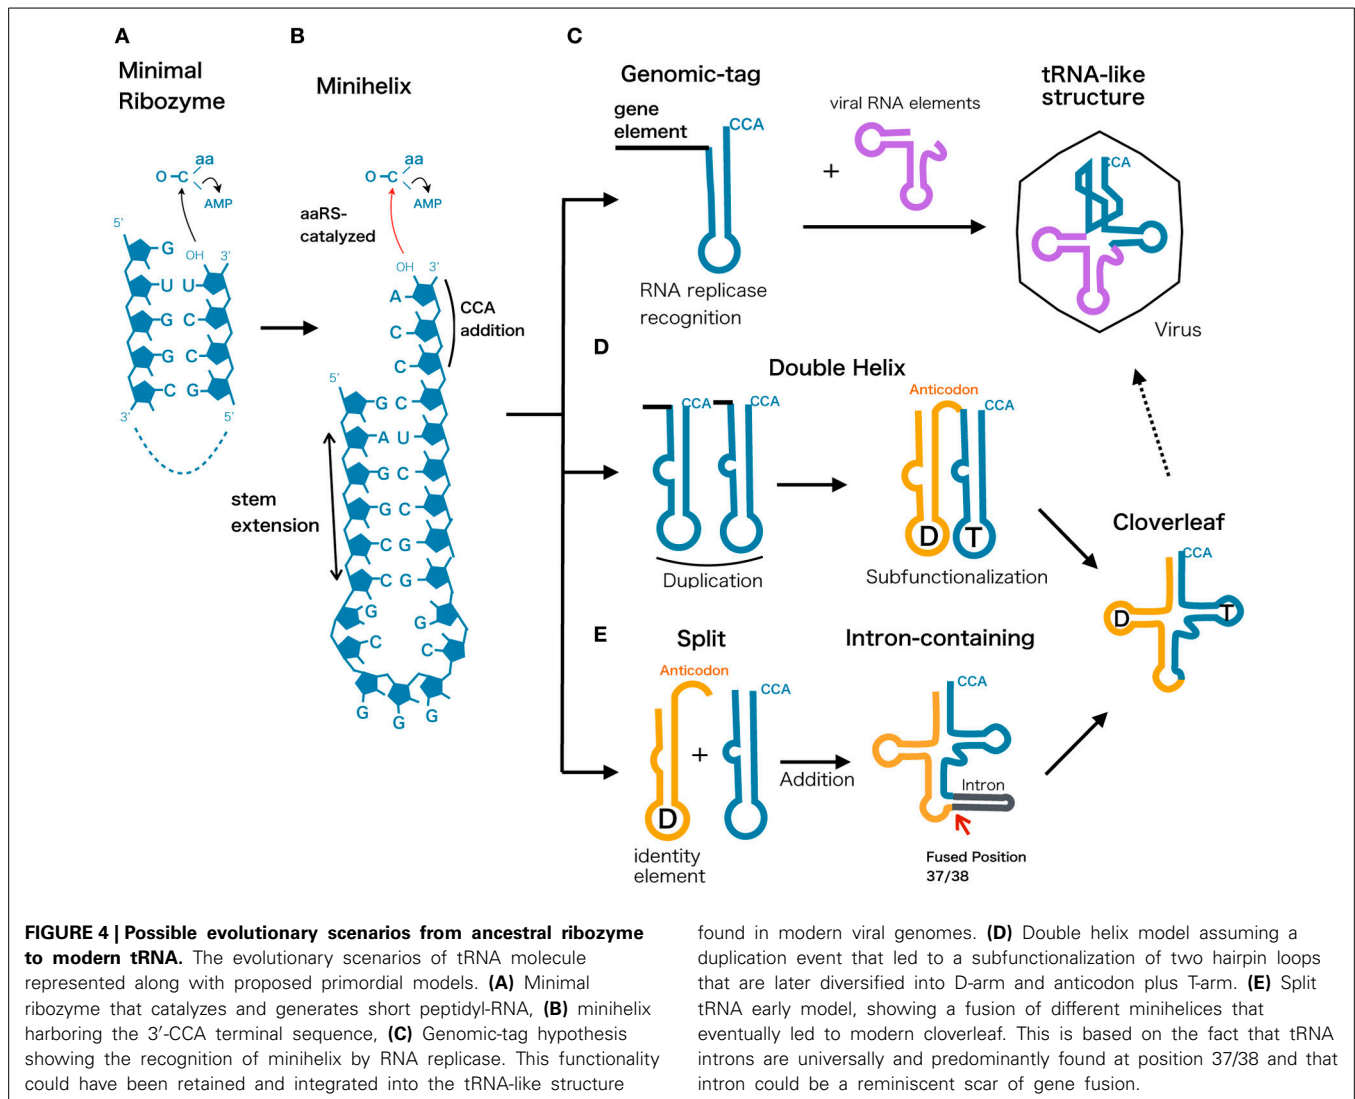 A
Minimal
Ribozyme
aa
O
C
AMP
5'
OH
3'
G
U U
G C
G C
C G
3'
5'
B
Minihelix
aa
O
C
AMP
aaRS-
catalyzed
OH
3'
A
C
C
CCA
addition
5'
G C
A U
G C
G C
C G
C G
G
G
C
C
G
G
G
stem
extension
C
Genomic-tag
gene
element
CCA
viral RNA elements
+
RNA replicase
recognition
tRNA-like
structure
CCA
Virus
D
Double Helix
CCA
CCA
Duplication
Anticodon
CCA
D
T
Subfunctionalization
Cloverleaf
CCA
D
T
E
Split
Anticodon
CCA
+
D
identity
element
Addition
Intron-containing
CCA
Intron
Fused Position
37/38
FIGURE 4 | Possible evolutionary scenarios from ancestral ribozyme
to modern tRNA. The evolutionary scenarios of tRNA molecule
represented along with proposed primordial models. (A) Minimal
ribozyme that catalyzes and generates short peptidyl-RNA, (B) minihelix
harboring the 3′-CCA terminal sequence, (C) Genomic-tag hypothesis
showing the recognition of minihelix by RNA replicase. This functionality
could have been retained and integrated into the tRNA-like structure
found in modern viral genomes. (D) Double helix model assuming a
duplication event that led to a subfunctionalization of two hairpin loops
that are later diversified into D-arm and anticodon plus T-arm. (E) Split
tRNA early model, showing a fusion of different minihelices that
eventually led to modern cloverleaf. This is based on the fact that tRNA
introns are universally and predominantly found at position 37/38 and that
intron could be a reminiscent scar of gene fusion.